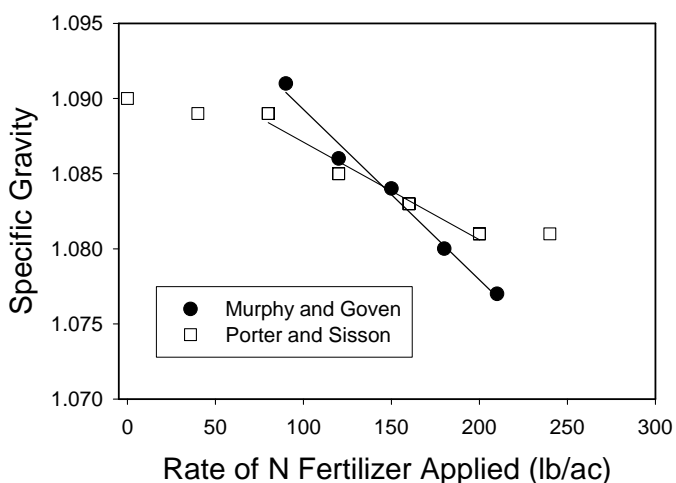 1.095
1.090
1.085
1.080
1.075
1.070
Specific Gravity
Murphy and Goven
Porter and Sisson
0 50 100 150 200 250 300
Rate of N Fertilizer Applied (lb/ac)